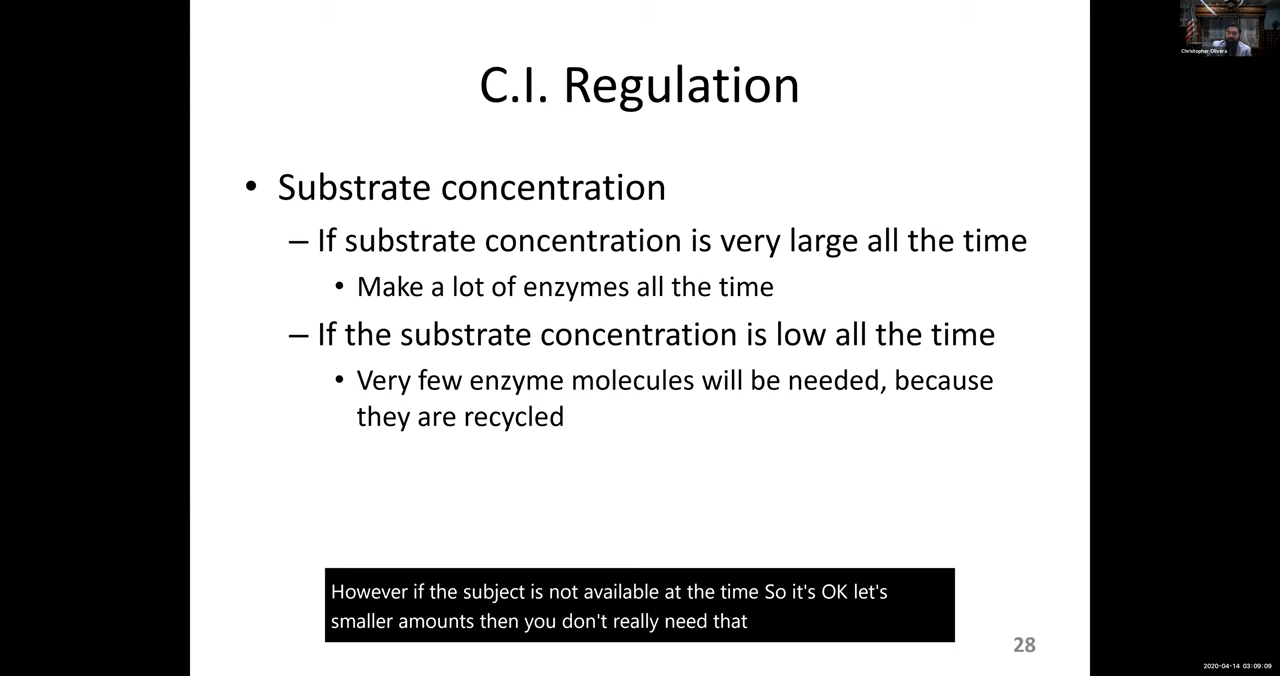 Christopher Olivera
C.I. Regulation
• Substrate concentration
– If substrate concentration is very large all the time
• Make a lot of enzymes all the time
– If the substrate concentration is low all the time
• Very few enzyme molecules will be needed, because
they are recycled
However if the subject is not available at the time So it's OK let's
smaller amounts then you don't really need that
28
2020-04-14 03:09:09